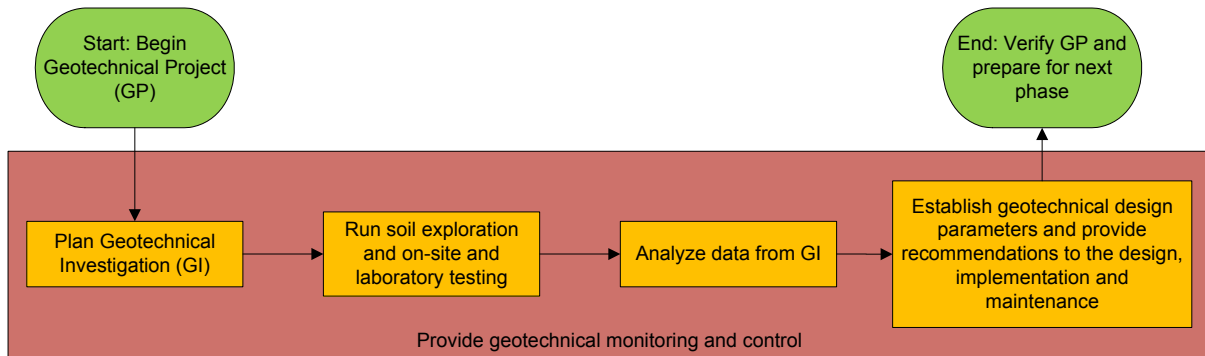 Start: Begin
Geotechnical Project
(GP)
End: Verify GP and
prepare for next
phase
Plan Geotechnical
Investigation (GI)
Run soil exploration
and on-site and
laboratory testing
Analyze data from GI
Establish geotechnical design
parameters and provide
recommendations to the design,
implementation and
maintenance
Provide geotechnical monitoring and control